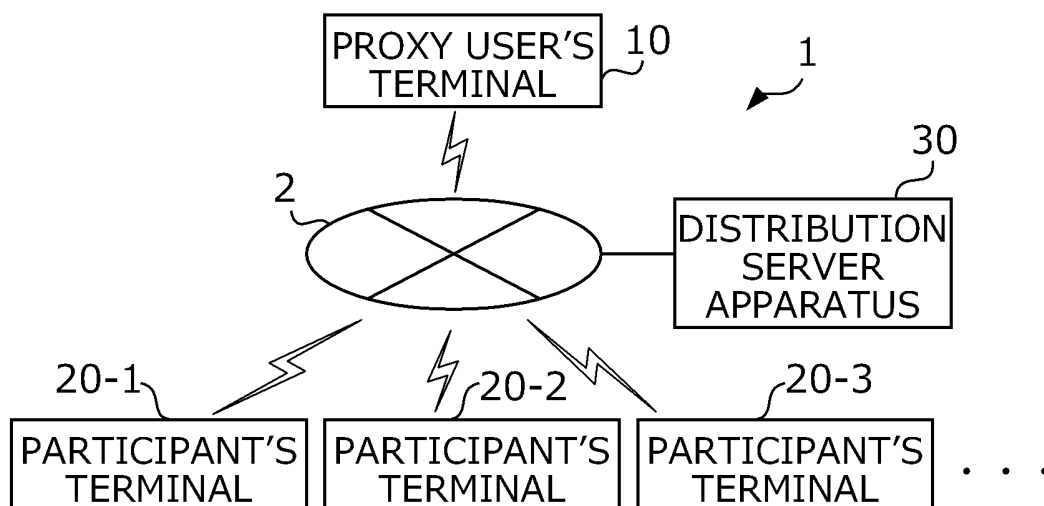 PROXY USER'S
TERMINAL
10
1
2
30
DISTRIBUTION
SERVER
APPARATUS
20-1
20-2
20-3
PARTICIPANT'S
TERMINAL
PARTICIPANT'S
TERMINAL
PARTICIPANT'S
TERMINAL
. . .